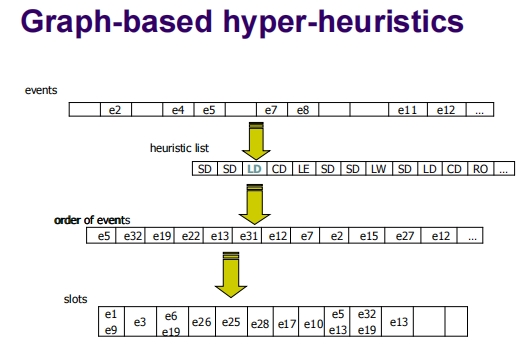 Graph-based hyper-heuristics
events
e2 e4 e5 e7 e8 e11 e12 ...
heuristic list
SD SD LD CD LE SD SD LW SD LD CD RO ...
order of events
e5 e32 e19 e22 e13 e31 e12 e7 e2 e15 e27 e12 ...
slots
e1 e9 e3 e6 e19 e26 e25 e28 e17 e10 e5 e13 e32 e19 e13